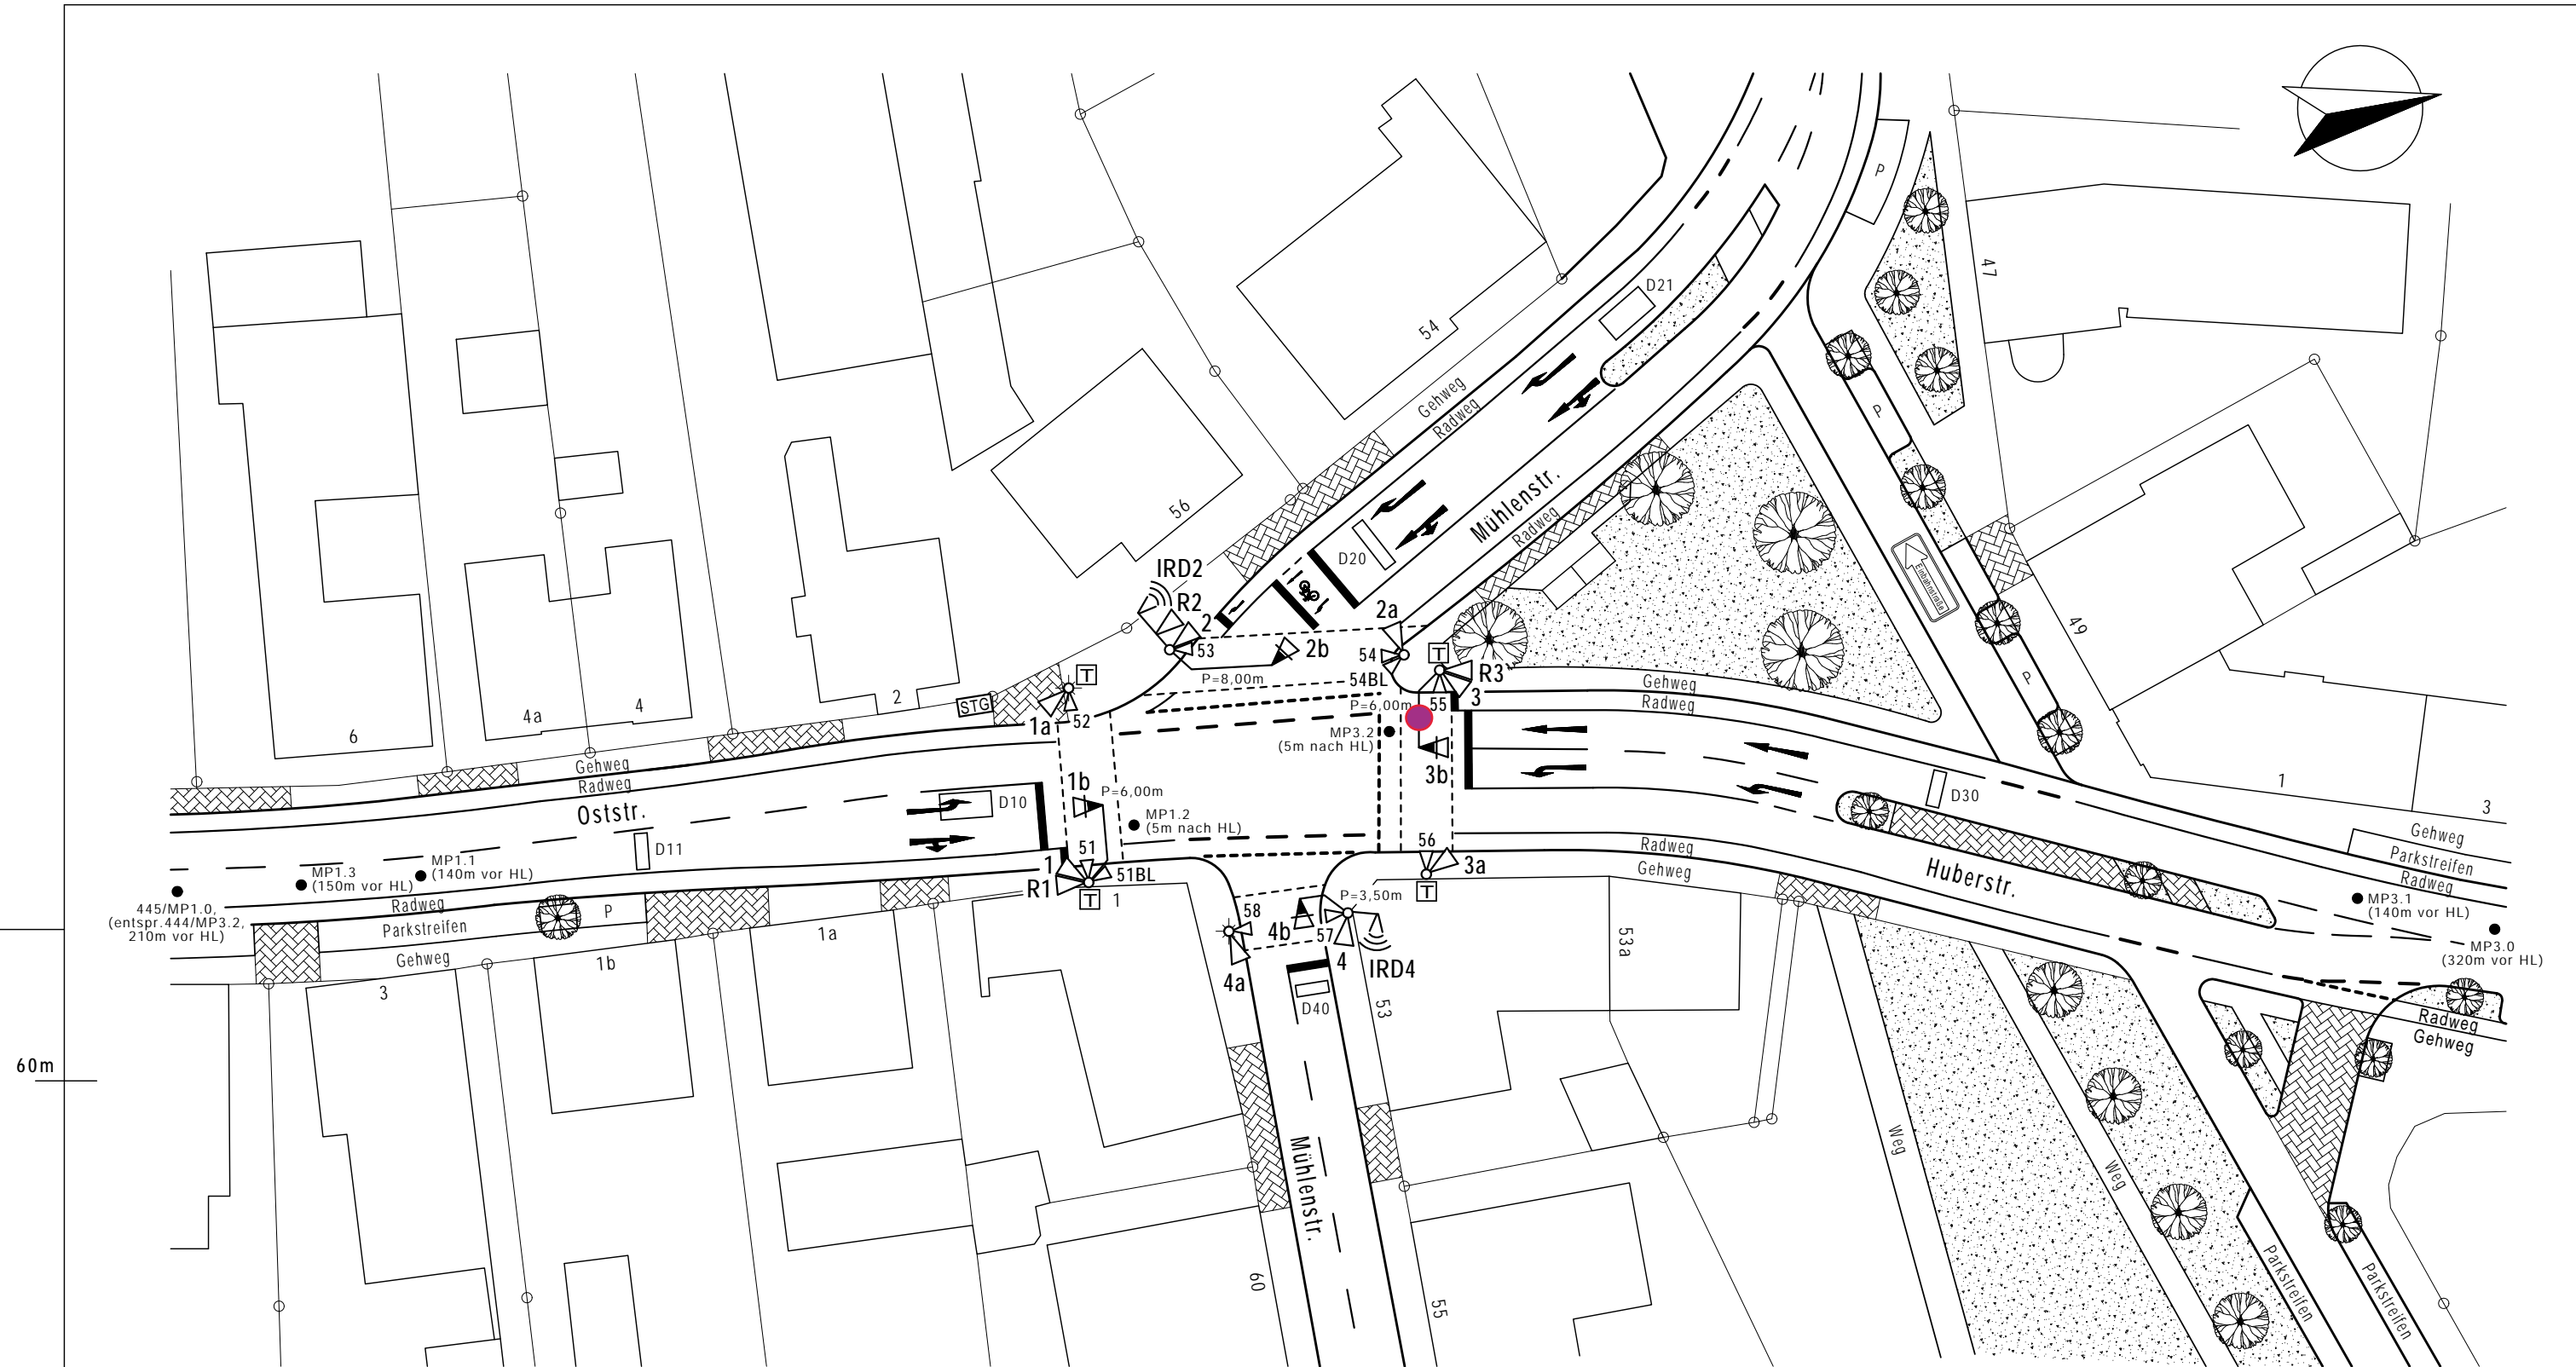 P
47
D21
54
Gehweg
Radweg
P
56
Mühlenstr.
Radweg
D20
Einbahnstraße
IRD2
R2
2
2a
53
2b
54
T
49
P=8,00m
54BL
R3
3
P=6,00m
55
Gehweg
Radweg
P
T
STG
1a
52
2
4
4a
6
MP3.2
(5m nach HL)
3b
1
3
Gehweg
Radweg
Oststr.
1b
P=6,00m
D10
MP1.2
(5m nach HL)
D30
Gehweg
Parkstreifen
Radweg
D11
51
1
R1
51BL
T
1
56
3a
T
Radweg
Gehweg
Huberstr.
MP1.3
(150m vor HL)
MP1.1
(140m vor HL)
445/MP1.0,
(entspr.444/MP3.2,
210m vor HL)
Radweg
P
Parkstreifen
Gehweg
3
1b
1a
P=3,50m
58
4b
57
4
4a
IRD4
D40
53
53a
MP3.1
(140m vor HL)
MP3.0
(320m vor HL)
Radweg
Gehweg
60m
Mühlenstr.
60
55
Weg
Weg
Parkstreifen
Parkstreifen